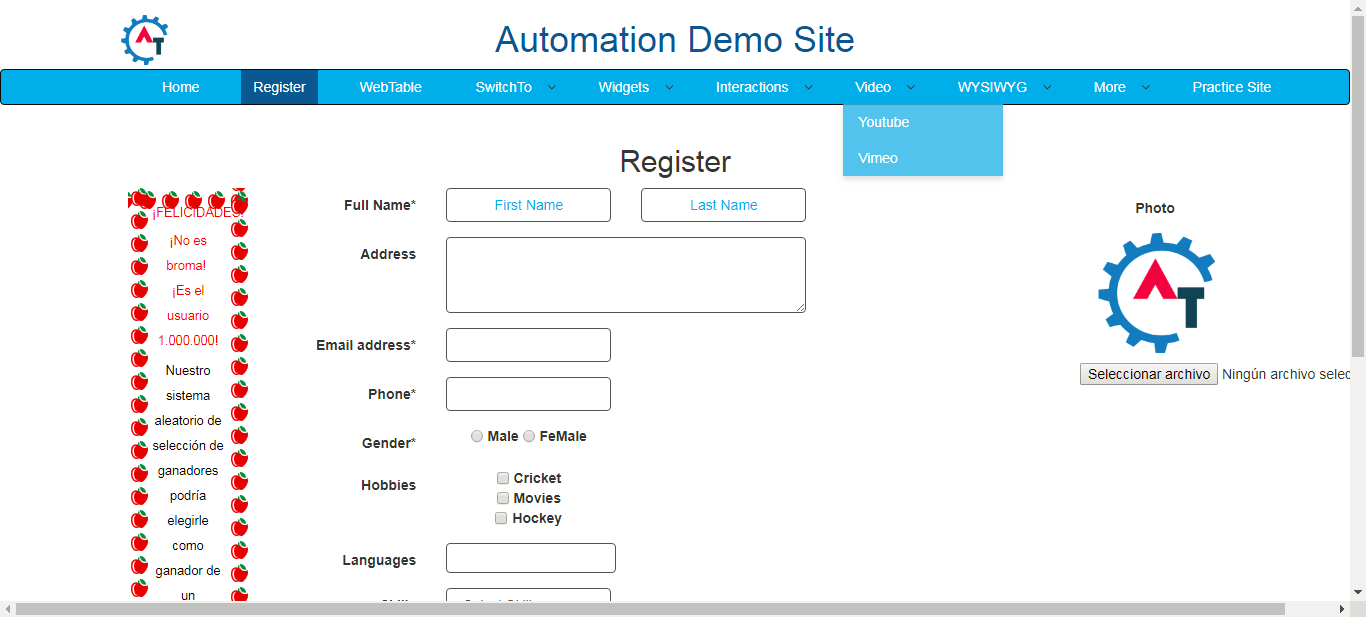 AT
Automation Demo Site
Home Register WebTable SwitchTo Widgets Interactions Video WYSIWYG More Practice Site
Youtube
Vimeo
Register
¡FELICIDADES!
¡No es
broma!
¡Es el
usuario
1.000.000!
Nuestro
sistema
aleatorio de
selección de
ganadores
podría
elegirle
como
ganador de
un
Full Name* First Name Last Name
Address
Email address*
Phone*
Gender* Male FeMale
Hobbies Cricket
Movies
Hockey
Languages
Photo
AT
Seleccionar archivo Ningún archivo selec